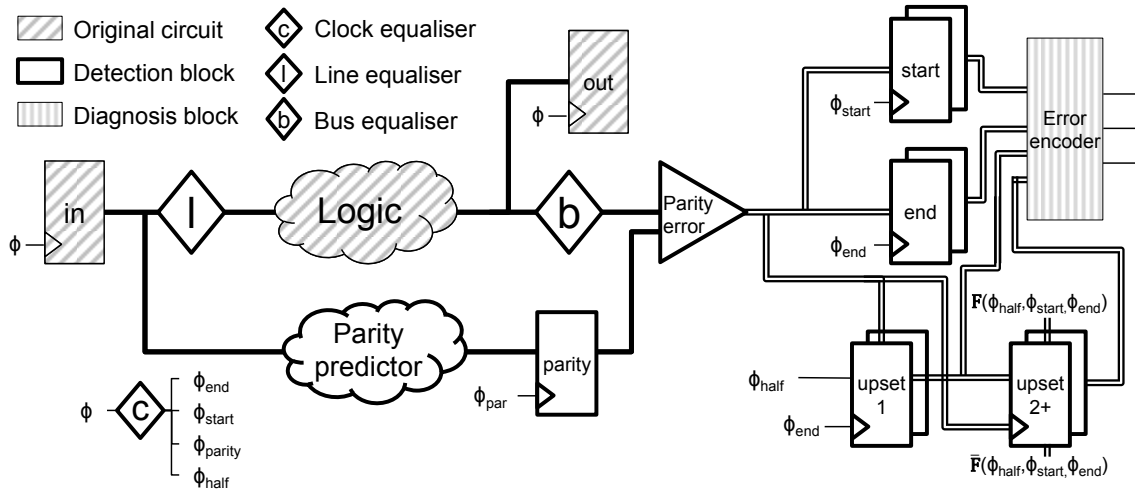 Original circuit
Detection block
Diagnosis block
c Clock equaliser
l Line equaliser
b Bus equaliser
out
ϕ
in
ϕ
l
Logic
b
Parity
error
Parity
predictor
parity
ϕpar
ϕ
c
ϕend
ϕstart
ϕparity
ϕhalf
start
ϕstart
end
ϕend
Error
encoder
F(ϕhalf,ϕstart,ϕend)
ϕhalf
upset
1
ϕend
upset
2+
F̄(ϕhalf,ϕstart,ϕend)